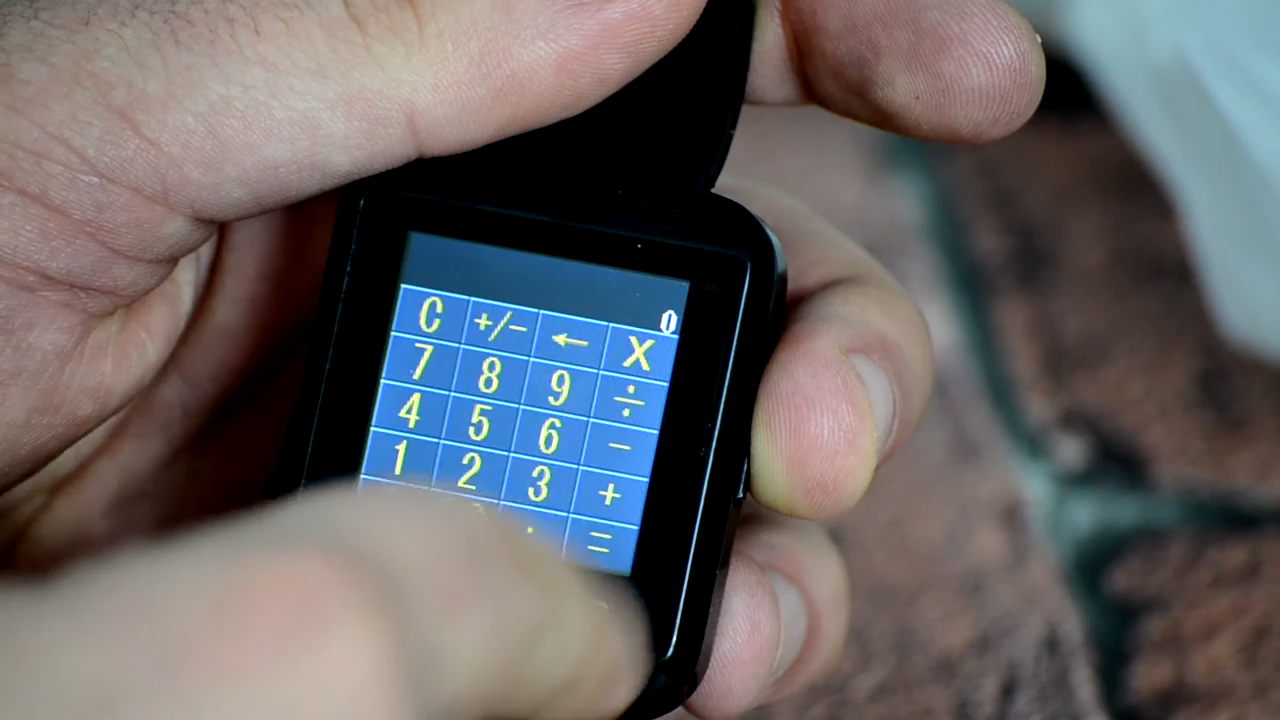 0
C +/- ← X
7 8 9 ÷
4 5 6 −
1 2 3 +
. =